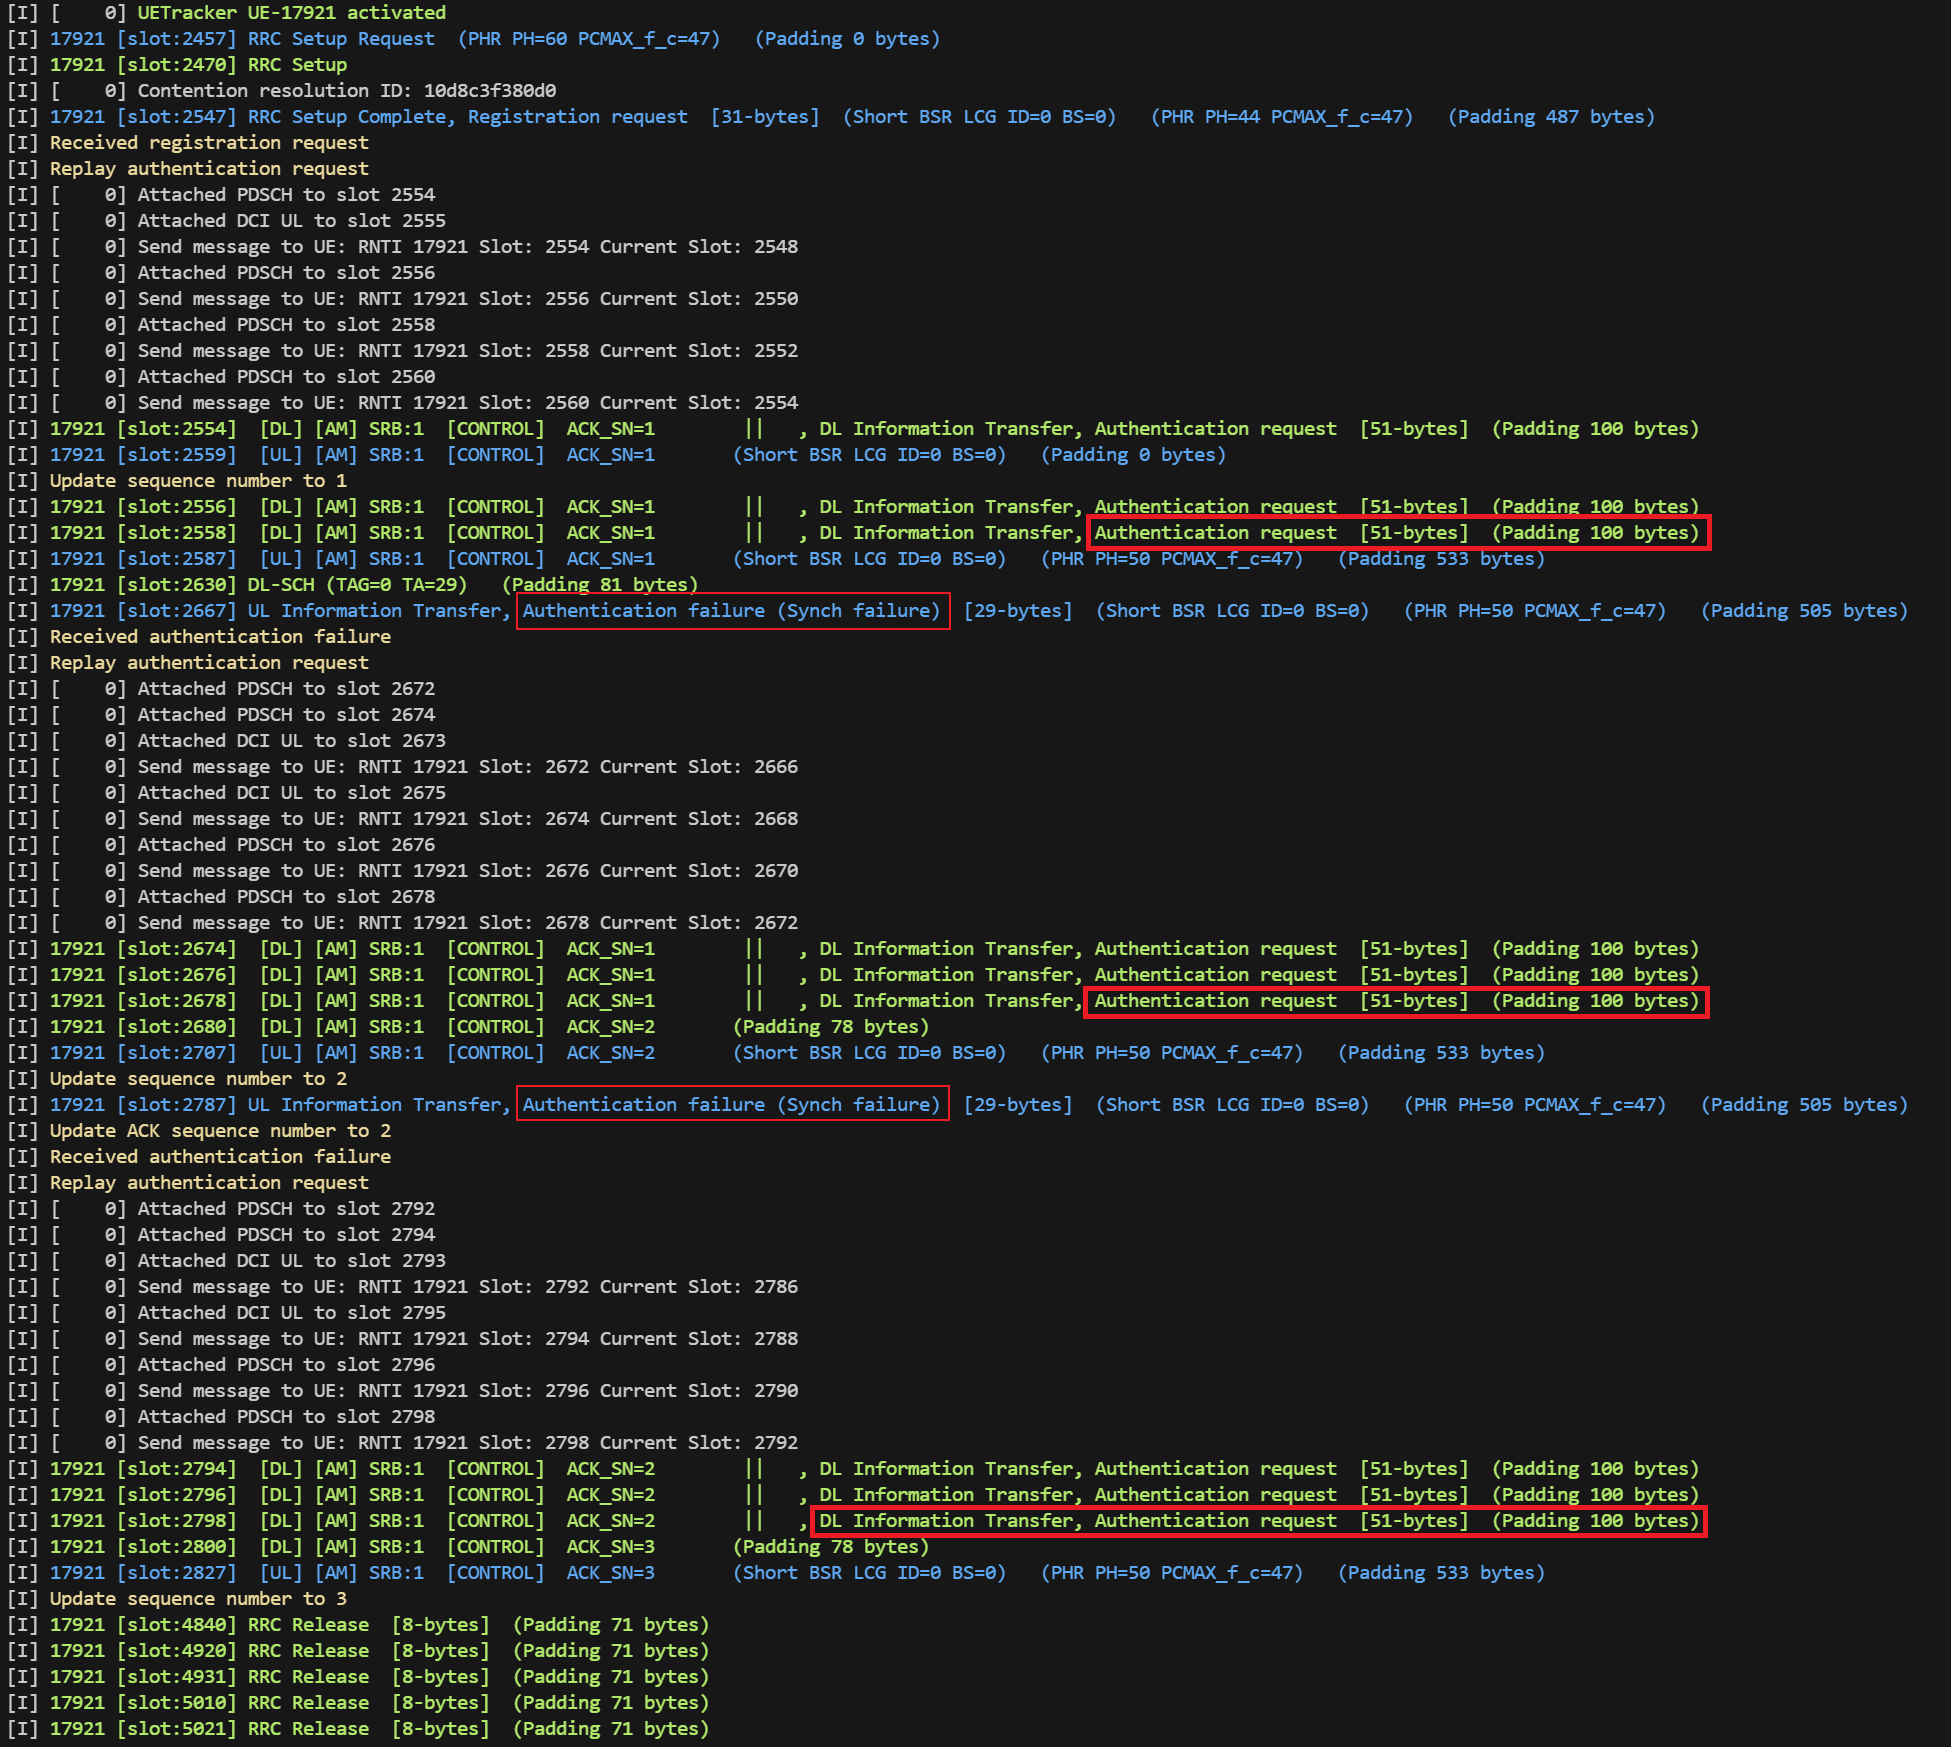 [I] [    0] UETracker UE-17921 activated
[I] 17921 [slot:2457] RRC Setup Request  (PHR PH=60 PCMAX_f_c=47)   (Padding 0 bytes)
[I] 17921 [slot:2470] RRC Setup
[I] [    0] Contention resolution ID: 10d8c3f380d0
[I] 17921 [slot:2547] RRC Setup Complete, Registration request  [31-bytes]  (Short BSR LCG ID=0 BS=0)   (PHR PH=44 PCMAX_f_c=47)   (Padding 487 bytes)
[I] Received registration request
[I] Replay authentication request
[I] [    0] Attached PDSCH to slot 2554
[I] [    0] Attached DCI UL to slot 2555
[I] [    0] Send message to UE: RNTI 17921 Slot: 2554 Current Slot: 2548
[I] [    0] Attached PDSCH to slot 2556
[I] [    0] Send message to UE: RNTI 17921 Slot: 2556 Current Slot: 2550
[I] [    0] Attached PDSCH to slot 2558
[I] [    0] Send message to UE: RNTI 17921 Slot: 2558 Current Slot: 2552
[I] [    0] Attached PDSCH to slot 2560
[I] [    0] Send message to UE: RNTI 17921 Slot: 2560 Current Slot: 2554
[I] 17921 [slot:2554]  [DL] [AM] SRB:1  [CONTROL]  ACK_SN=1        ||   , DL Information Transfer, Authentication request  [51-bytes]  (Padding 100 bytes)
[I] 17921 [slot:2559]  [UL] [AM] SRB:1  [CONTROL]  ACK_SN=1       (Short BSR LCG ID=0 BS=0)   (Padding 0 bytes)
[I] Update sequence number to 1
[I] 17921 [slot:2556]  [DL] [AM] SRB:1  [CONTROL]  ACK_SN=1        ||   , DL Information Transfer, Authentication request  [51-bytes]  (Padding 100 bytes)
[I] 17921 [slot:2558]  [DL] [AM] SRB:1  [CONTROL]  ACK_SN=1        ||   , DL Information Transfer, Authentication request  [51-bytes]  (Padding 100 bytes)
[I] 17921 [slot:2587]  [UL] [AM] SRB:1  [CONTROL]  ACK_SN=1       (Short BSR LCG ID=0 BS=0)   (PHR PH=50 PCMAX_f_c=47)   (Padding 533 bytes)
[I] 17921 [slot:2630] DL-SCH (TAG=0 TA=29)   (Padding 81 bytes)
[I] 17921 [slot:2667] UL Information Transfer, Authentication failure (Synch failure)  [29-bytes]  (Short BSR LCG ID=0 BS=0)   (PHR PH=50 PCMAX_f_c=47)   (Padding 505 bytes)
[I] Received authentication failure
[I] Replay authentication request
[I] [    0] Attached PDSCH to slot 2672
[I] [    0] Attached PDSCH to slot 2674
[I] [    0] Attached DCI UL to slot 2673
[I] [    0] Send message to UE: RNTI 17921 Slot: 2672 Current Slot: 2666
[I] [    0] Attached DCI UL to slot 2675
[I] [    0] Send message to UE: RNTI 17921 Slot: 2674 Current Slot: 2668
[I] [    0] Attached PDSCH to slot 2676
[I] [    0] Send message to UE: RNTI 17921 Slot: 2676 Current Slot: 2670
[I] [    0] Attached PDSCH to slot 2678
[I] [    0] Send message to UE: RNTI 17921 Slot: 2678 Current Slot: 2672
[I] 17921 [slot:2674]  [DL] [AM] SRB:1  [CONTROL]  ACK_SN=1        ||   , DL Information Transfer, Authentication request  [51-bytes]  (Padding 100 bytes)
[I] 17921 [slot:2676]  [DL] [AM] SRB:1  [CONTROL]  ACK_SN=1        ||   , DL Information Transfer, Authentication request  [51-bytes]  (Padding 100 bytes)
[I] 17921 [slot:2678]  [DL] [AM] SRB:1  [CONTROL]  ACK_SN=1        ||   , DL Information Transfer, Authentication request  [51-bytes]  (Padding 100 bytes)
[I] 17921 [slot:2680]  [DL] [AM] SRB:1  [CONTROL]  ACK_SN=2       (Padding 78 bytes)
[I] 17921 [slot:2707]  [UL] [AM] SRB:1  [CONTROL]  ACK_SN=2       (Short BSR LCG ID=0 BS=0)   (PHR PH=50 PCMAX_f_c=47)   (Padding 533 bytes)
[I] Update sequence number to 2
[I] 17921 [slot:2787] UL Information Transfer, Authentication failure (Synch failure)  [29-bytes]  (Short BSR LCG ID=0 BS=0)   (PHR PH=50 PCMAX_f_c=47)   (Padding 505 bytes)
[I] Update ACK sequence number to 2
[I] Received authentication failure
[I] Replay authentication request
[I] [    0] Attached PDSCH to slot 2792
[I] [    0] Attached PDSCH to slot 2794
[I] [    0] Attached DCI UL to slot 2793
[I] [    0] Send message to UE: RNTI 17921 Slot: 2792 Current Slot: 2786
[I] [    0] Attached DCI UL to slot 2795
[I] [    0] Send message to UE: RNTI 17921 Slot: 2794 Current Slot: 2788
[I] [    0] Attached PDSCH to slot 2796
[I] [    0] Send message to UE: RNTI 17921 Slot: 2796 Current Slot: 2790
[I] [    0] Attached PDSCH to slot 2798
[I] [    0] Send message to UE: RNTI 17921 Slot: 2798 Current Slot: 2792
[I] 17921 [slot:2794]  [DL] [AM] SRB:1  [CONTROL]  ACK_SN=2        ||   , DL Information Transfer, Authentication request  [51-bytes]  (Padding 100 bytes)
[I] 17921 [slot:2796]  [DL] [AM] SRB:1  [CONTROL]  ACK_SN=2        ||   , DL Information Transfer, Authentication request  [51-bytes]  (Padding 100 bytes)
[I] 17921 [slot:2798]  [DL] [AM] SRB:1  [CONTROL]  ACK_SN=2        ||   , DL Information Transfer, Authentication request  [51-bytes]  (Padding 100 bytes)
[I] 17921 [slot:2800]  [DL] [AM] SRB:1  [CONTROL]  ACK_SN=3       (Padding 78 bytes)
[I] 17921 [slot:2827]  [UL] [AM] SRB:1  [CONTROL]  ACK_SN=3       (Short BSR LCG ID=0 BS=0)   (PHR PH=50 PCMAX_f_c=47)   (Padding 533 bytes)
[I] Update sequence number to 3
[I] 17921 [slot:4840] RRC Release  [8-bytes]  (Padding 71 bytes)
[I] 17921 [slot:4920] RRC Release  [8-bytes]  (Padding 71 bytes)
[I] 17921 [slot:4931] RRC Release  [8-bytes]  (Padding 71 bytes)
[I] 17921 [slot:5010] RRC Release  [8-bytes]  (Padding 71 bytes)
[I] 17921 [slot:5021] RRC Release  [8-bytes]  (Padding 71 bytes)